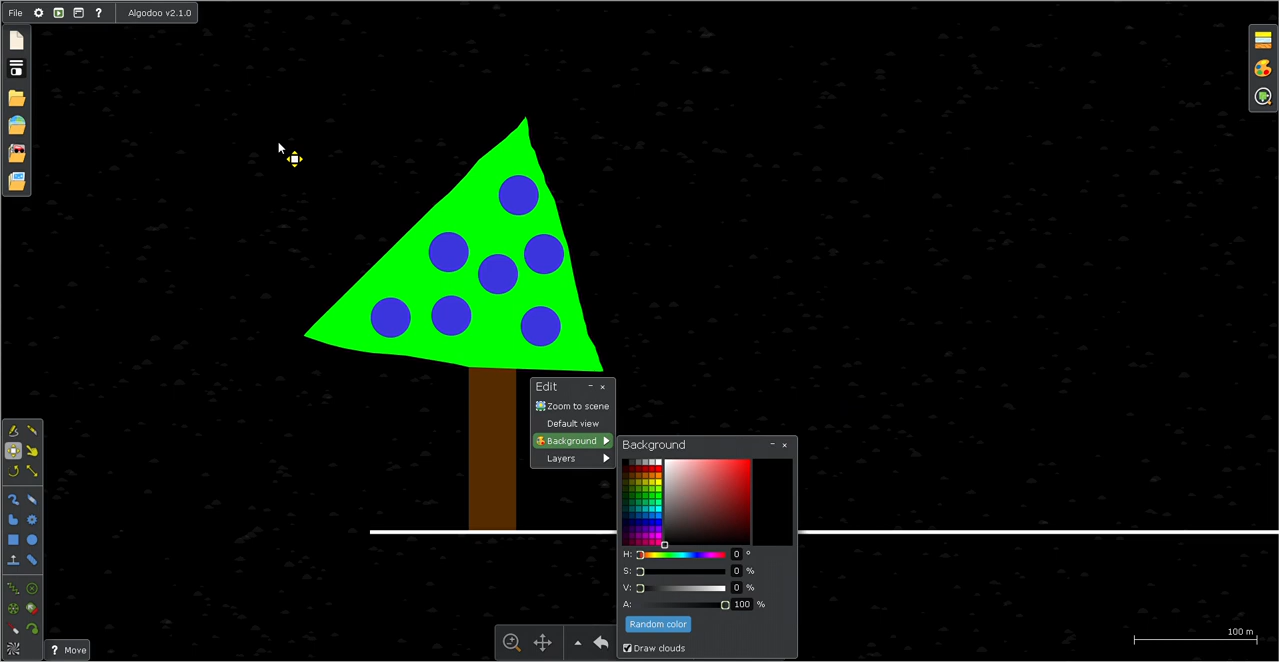 File ? Algodoo v2.1.0
Edit
Zoom to scene
Default view
Background
Layers
Background
H: 0 °
S: 0 %
V: 0 %
A: 100 %
Random color
Draw clouds
100 m
? Move